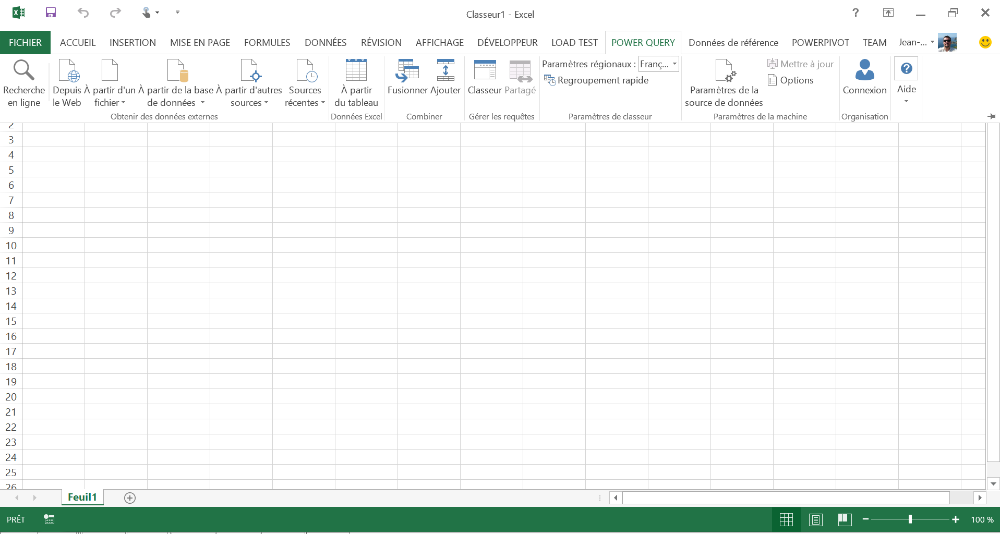 Classeur1 - Excel
?
FICHIER ACCUEIL INSERTION MISE EN PAGE FORMULES DONNÉES RÉVISION AFFICHAGE DÉVELOPPEUR LOAD TEST POWER QUERY Données de référence POWERPIVOT TEAM Jean-...
Recherche
en ligne
Depuis
le Web
À partir d'un
fichier
À partir de la base
de données
À partir d'autres
sources
Sources
récentes
Obtenir des données externes
À partir
du tableau
Données Excel
Fusionner
Ajouter
Combiner
Classeur
Partagé
Gérer les requêtes
Paramètres régionaux : Franç...
Regroupement rapide
Paramètres de classeur
Paramètres de la
source de données
Mettre à jour
Options
Paramètres de la machine
Connexion
Organisation
?
Aide
2
3
4
5
6
7
8
9
10
11
12
13
14
15
16
17
18
19
20
21
22
23
24
25
26
Feuil1
PRÊT
100 %